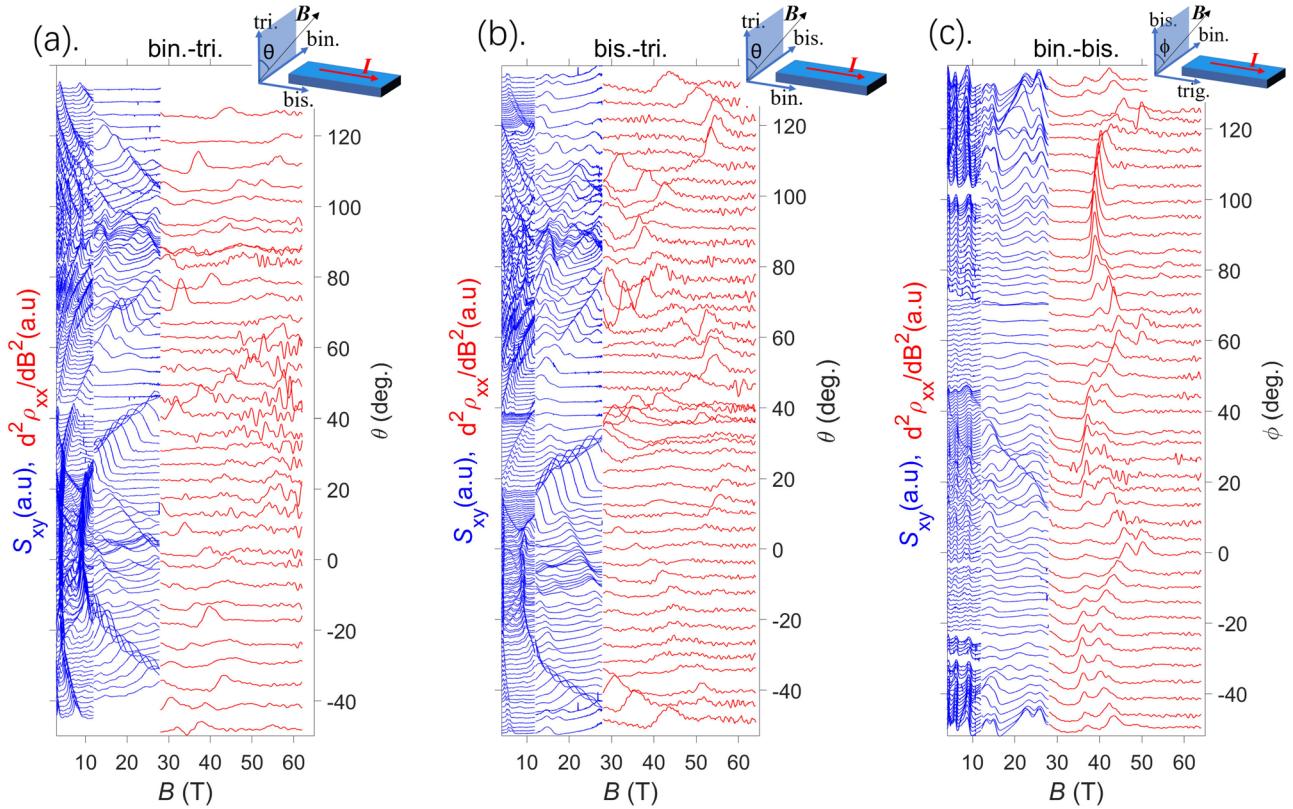 (a).
bin.-tri.
tri.
B
bin.
θ
I
bis.
120
100
80
60
40
20
0
-20
-40
θ (deg.)
S_xy(a.u), d²ρ_xx/dB²(a.u)
10 20 30 40 50 60
B (T)
(b).
bis.-tri.
tri.
B
bis.
θ
I
bin.
120
100
80
60
40
20
0
-20
-40
θ (deg.)
S_xy(a.u), d²ρ_xx/dB²(a.u)
10 20 30 40 50 60
B (T)
(c).
bin.-bis.
bis.
B
bin.
ϕ
I
trig.
120
100
80
60
40
20
0
-20
-40
ϕ (deg.)
S_xy(a.u), d²ρ_xx/dB²(a.u)
10 20 30 40 50 60
B (T)